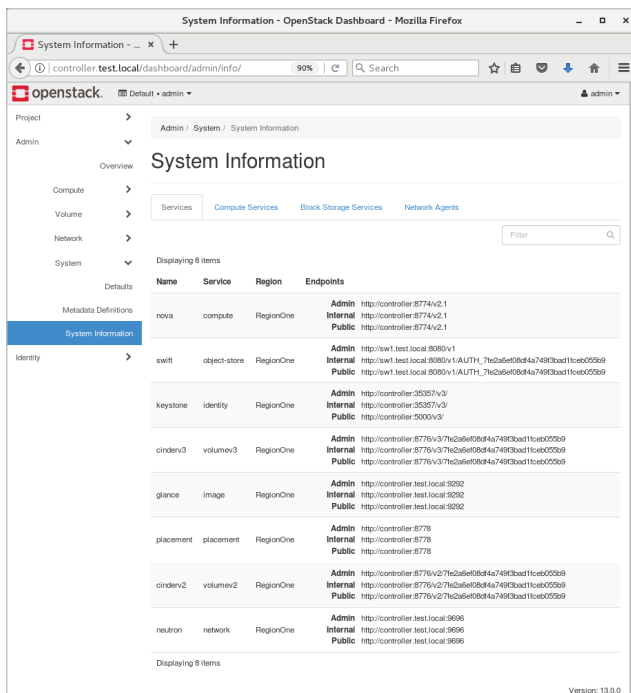 System Information - OpenStack Dashboard - Mozilla Firefox
System Information - ...
controller.test.local/dashboard/admin/info/ 90% Search
openstack. Default • admin admin
Project
Admin
Overview
Compute
Volume
Network
System
Defaults
Metadata Definitions
System Information
Identity
Admin / System / System Information
System Information
Services Compute Services Block Storage Services Network Agents
Filter
Displaying 8 items
Name Service Region Endpoints
Admin http://controller:8774/v2.1
nova compute RegionOne Internal http://controller:8774/v2.1
Public http://controller:8774/v2.1
Admin http://sw1.test.local:8080/v1
swift object-store RegionOne Internal http://sw1.test.local:8080/v1/AUTH_7fe2a6ef08df4a749f3bad1fceb055b9
Public http://sw1.test.local:8080/v1/AUTH_7fe2a6ef08df4a749f3bad1fceb055b9
Admin http://controller:35357/v3/
keystone identity RegionOne Internal http://controller:35357/v3/
Public http://controller:5000/v3/
Admin http://controller:8776/v3/7fe2a6ef08df4a749f3bad1fceb055b9
cinderv3 volumev3 RegionOne Internal http://controller:8776/v3/7fe2a6ef08df4a749f3bad1fceb055b9
Public http://controller:8776/v3/7fe2a6ef08df4a749f3bad1fceb055b9
Admin http://controller.test.local:9292
glance image RegionOne Internal http://controller.test.local:9292
Public http://controller.test.local:9292
Admin http://controller:8778
placement placement RegionOne Internal http://controller:8778
Public http://controller:8778
Admin http://controller:8776/v2/7fe2a6ef08df4a749f3bad1fceb055b9
cinderv2 volumev2 RegionOne Internal http://controller:8776/v2/7fe2a6ef08df4a749f3bad1fceb055b9
Public http://controller:8776/v2/7fe2a6ef08df4a749f3bad1fceb055b9
Admin http://controller.test.local:9696
neutron network RegionOne Internal http://controller.test.local:9696
Public http://controller.test.local:9696
Displaying 8 items
Version: 13.0.0